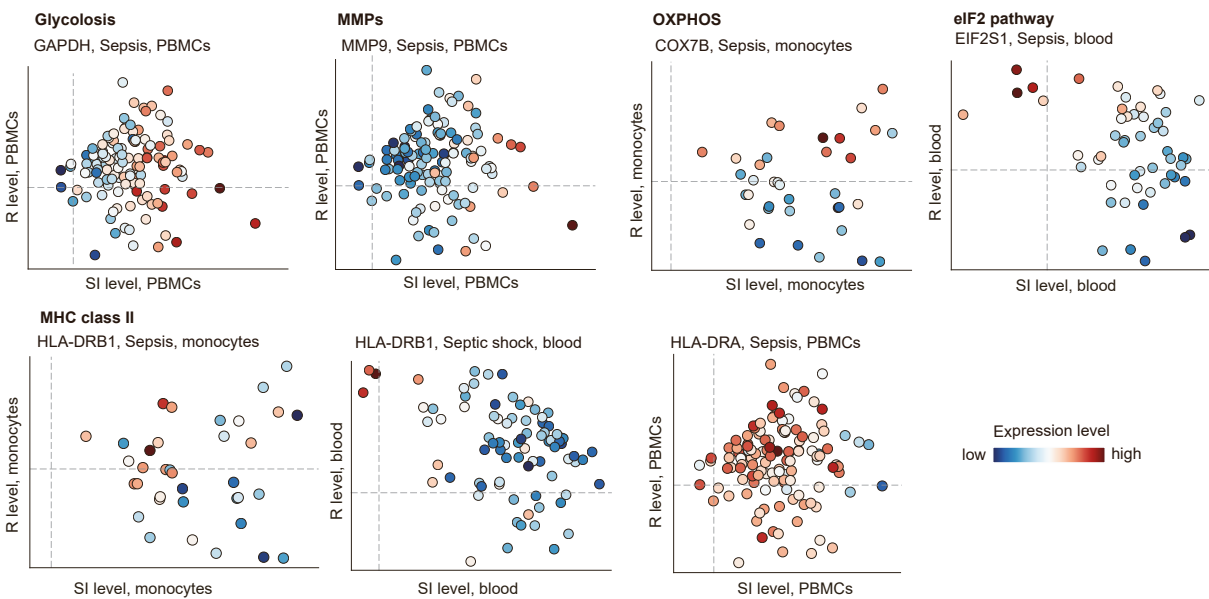 Glycolosis
GAPDH, Sepsis, PBMCs
R level, PBMCs
SI level, PBMCs
MMPs
MMP9, Sepsis, PBMCs
R level, PBMCs
SI level, PBMCs
OXPHOS
COX7B, Sepsis, monocytes
R level, monocytes
SI level, monocytes
eIF2 pathway
EIF2S1, Sepsis, blood
R level, blood
SI level, blood
MHC class II
HLA-DRB1, Sepsis, monocytes
R level, monocytes
SI level, monocytes
HLA-DRB1, Septic shock, blood
R level, blood
SI level, blood
HLA-DRA, Sepsis, PBMCs
R level, PBMCs
SI level, PBMCs
Expression level
low high